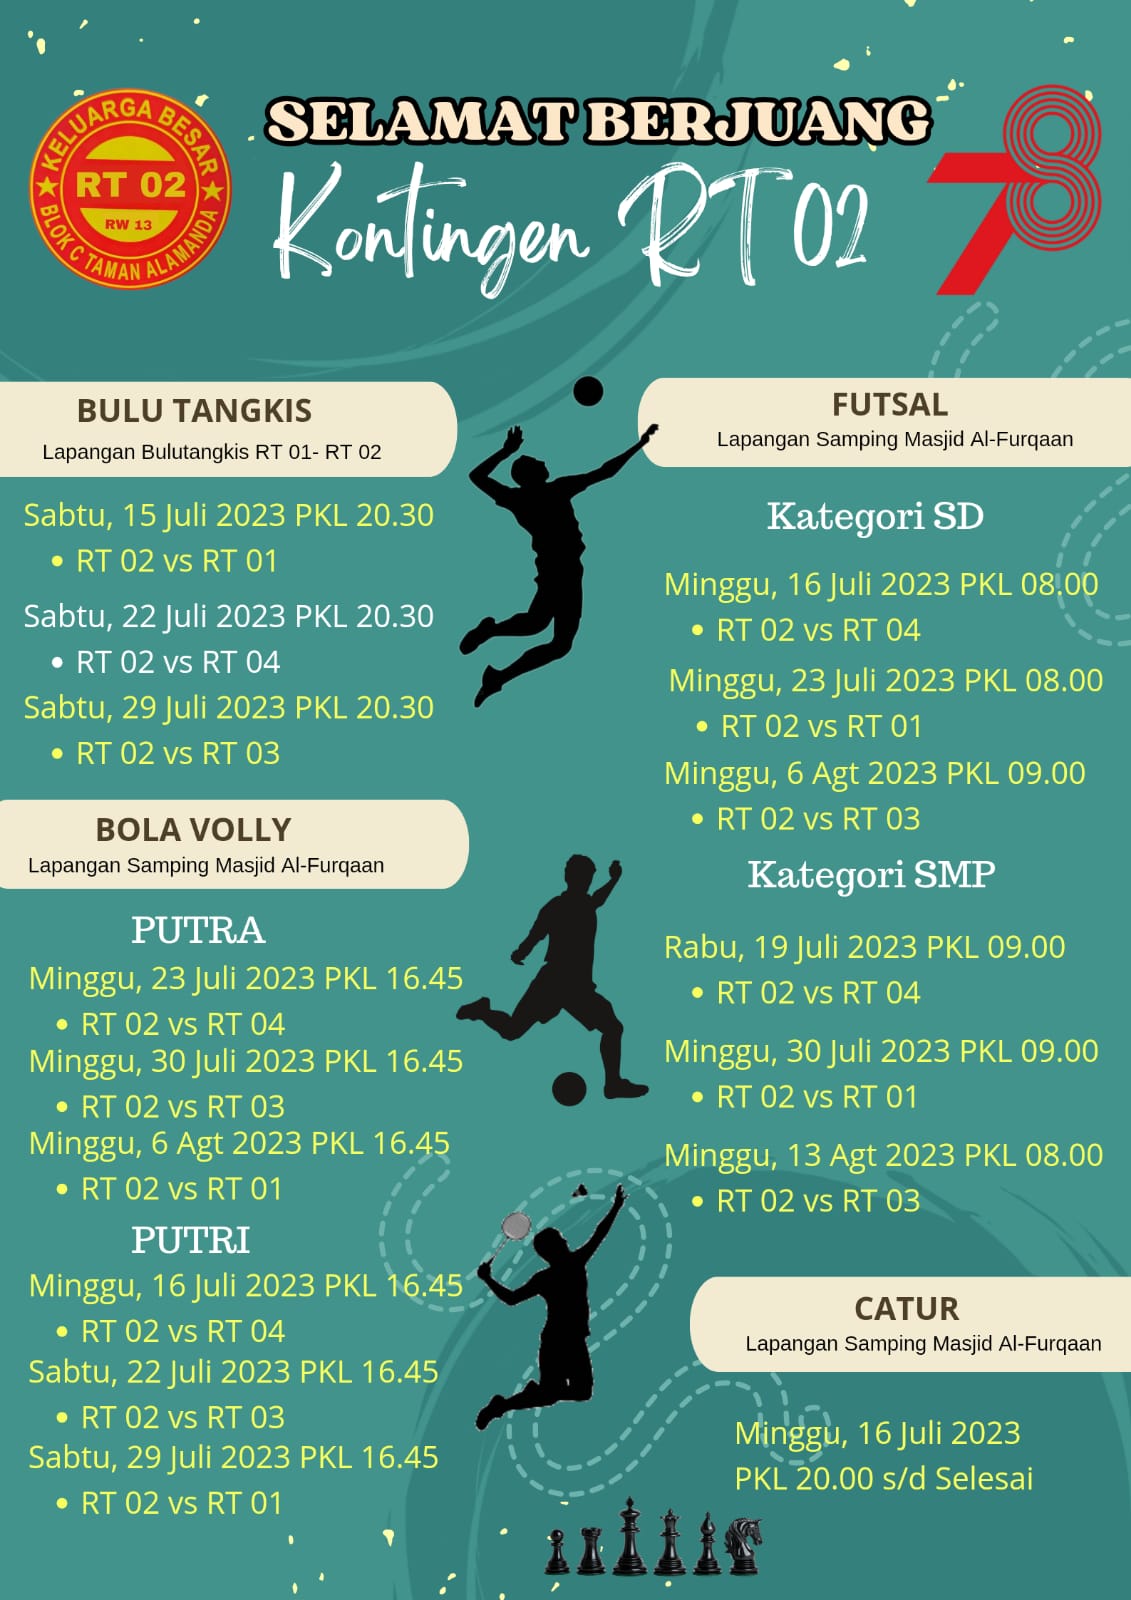 KELUARGA BESAR
RT 02
RW 13
BLOK C TAMAN ALAMANDA
SELAMAT BERJUANG
Kontingen RT 02
78
BULU TANGKIS
Lapangan Bulutangkis RT 01- RT 02
Sabtu, 15 Juli 2023 PKL 20.30
• RT 02 vs RT 01
Sabtu, 22 Juli 2023 PKL 20.30
• RT 02 vs RT 04
Sabtu, 29 Juli 2023 PKL 20.30
• RT 02 vs RT 03
BOLA VOLLY
Lapangan Samping Masjid Al-Furqaan
PUTRA
Minggu, 23 Juli 2023 PKL 16.45
• RT 02 vs RT 04
Minggu, 30 Juli 2023 PKL 16.45
• RT 02 vs RT 03
Minggu, 6 Agt 2023 PKL 16.45
• RT 02 vs RT 01
PUTRI
Minggu, 16 Juli 2023 PKL 16.45
• RT 02 vs RT 04
Sabtu, 22 Juli 2023 PKL 16.45
• RT 02 vs RT 03
Sabtu, 29 Juli 2023 PKL 16.45
• RT 02 vs RT 01
FUTSAL
Lapangan Samping Masjid Al-Furqaan
Kategori SD
Minggu, 16 Juli 2023 PKL 08.00
• RT 02 vs RT 04
Minggu, 23 Juli 2023 PKL 08.00
• RT 02 vs RT 01
Minggu, 6 Agt 2023 PKL 09.00
• RT 02 vs RT 03
Kategori SMP
Rabu, 19 Juli 2023 PKL 09.00
• RT 02 vs RT 04
Minggu, 30 Juli 2023 PKL 09.00
• RT 02 vs RT 01
Minggu, 13 Agt 2023 PKL 08.00
• RT 02 vs RT 03
CATUR
Lapangan Samping Masjid Al-Furqaan
Minggu, 16 Juli 2023
PKL 20.00 s/d Selesai